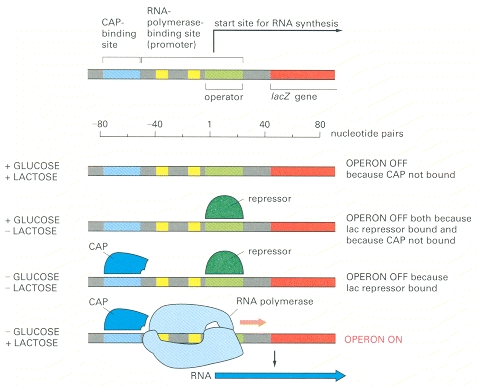 CAP-
binding
site
RNA-
polymerase-
binding site
(promoter)
start site for RNA synthesis
operator
lacZ gene
-80 -40 1 40 80
nucleotide pairs
+ GLUCOSE
+ LACTOSE
OPERON OFF
because CAP not bound
repressor
+ GLUCOSE
− LACTOSE
OPERON OFF both because
lac repressor bound and
because CAP not bound
CAP
repressor
− GLUCOSE
− LACTOSE
OPERON OFF because
lac repressor bound
CAP
RNA polymerase
− GLUCOSE
+ LACTOSE
OPERON ON
RNA